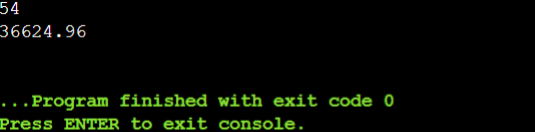 54
36624.96
...Program finished with exit code 0
Press ENTER to exit console.